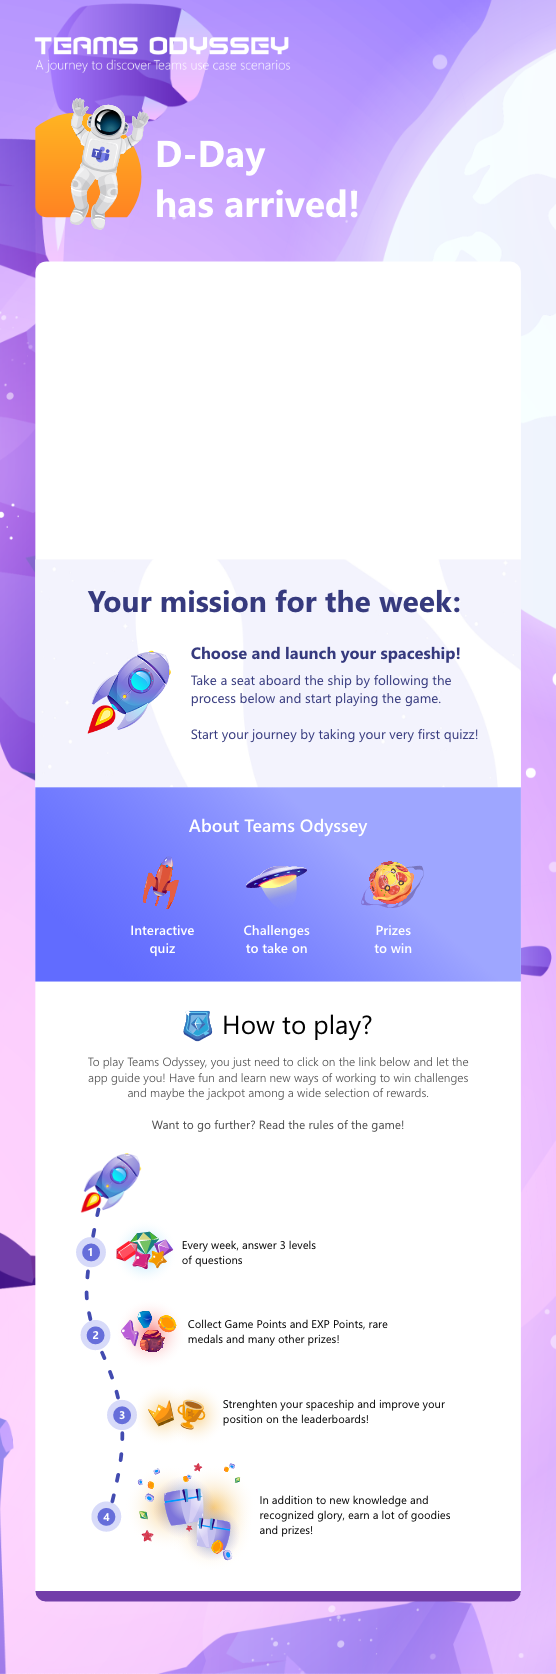 TEAMS ODYSSEY
A journey to discover Teams use case scenarios
D-Day
has arrived!
Your mission for the week:
Choose and launch your spaceship!
Take a seat aboard the ship by following the
process below and start playing the game.
Start your journey by taking your very first quizz!
About Teams Odyssey
Interactive
quiz
Challenges
to take on
Prizes
to win
How to play?
To play Teams Odyssey, you just need to click on the link below and let the
app guide you! Have fun and learn new ways of working to win challenges
and maybe the jackpot among a wide selection of rewards.
Want to go further? Read the rules of the game!
1
Every week, answer 3 levels
of questions
2
Collect Game Points and EXP Points, rare
medals and many other prizes!
3
Strenghten your spaceship and improve your
position on the leaderboards!
4
In addition to new knowledge and
recognized glory, earn a lot of goodies
and prizes!